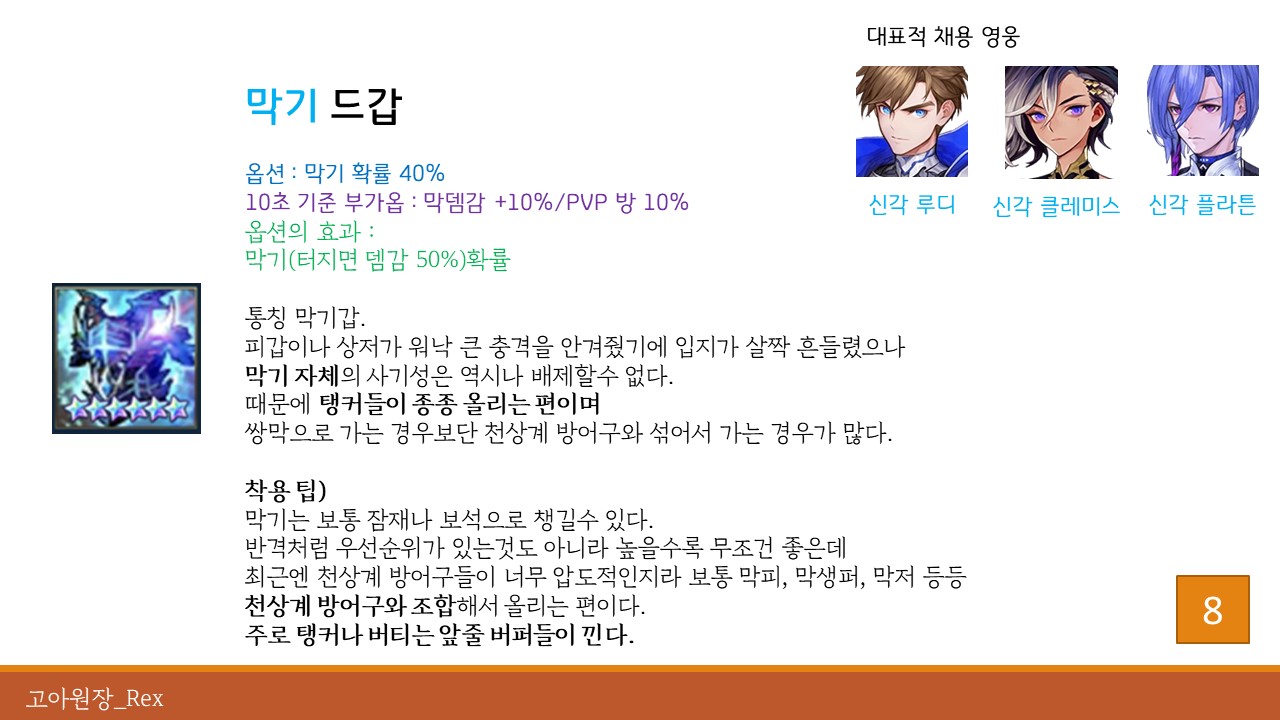 대표적 채용 영웅
막기 드갑
신각 루디
신각 클레미스
신각 플라튼
옵션 : 막기 확률 40%
10초 기준 부가옵 : 막뎀감 +10%/PVP 방 10%
옵션의 효과 :
막기(터지면 뎀감 50%)확률
통칭 막기갑.
피갑이나 상저가 워낙 큰 충격을 안겨줬기에 입지가 살짝 흔들렸으나
막기 자체의 사기성은 역시나 배제할수 없다.
때문에 탱커들이 종종 올리는 편이며
쌍막으로 가는 경우보단 천상계 방어구와 섞어서 가는 경우가 많다.
착용 팁)
막기는 보통 잠재나 보석으로 챙길수 있다.
반격처럼 우선순위가 있는것도 아니라 높을수록 무조건 좋은데
최근엔 천상계 방어구들이 너무 압도적인지라 보통 막피, 막생퍼, 막저 등등
천상계 방어구와 조합해서 올리는 편이다.
주로 탱커나 버티는 앞줄 버퍼들이 낀다.
8
고아원장_Rex